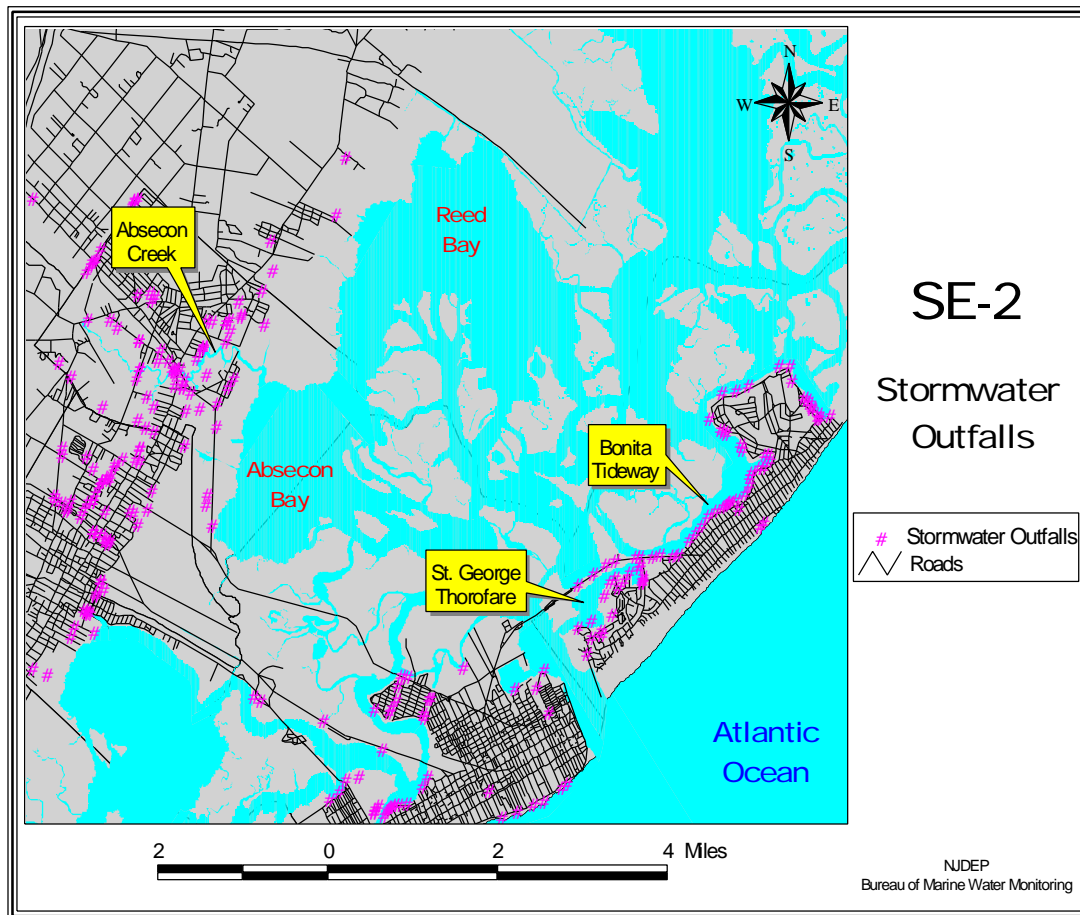 N
W E
S
Reed
Bay
Absecon
Creek
SE-2
Stormwater
Outfalls
Bonita
Tideway
Absecon
Bay
# Stormwater Outfalls
Roads
St. George
Thorofare
Atlantic
Ocean
2 0 2 4 Miles
NJDEP
Bureau of Marine Water Monitoring